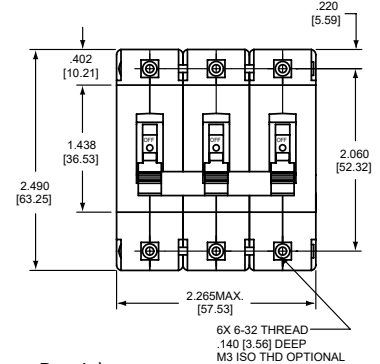 .220
[5.59]
.402
[10.21]
1.438
[36.53]
2.490
[63.25]
2.060
[52.32]
OFF
OFF
OFF
2.265MAX.
[57.53]
6X 6-32 THREAD
.140 [3.56] DEEP
M3 ISO THD OPTIONAL